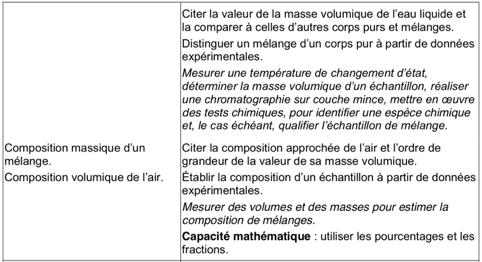 Citer la valeur de la masse volumique de l'eau liquide et
la comparer à celles d'autres corps purs et mélanges.
Distinguer un mélange d'un corps pur à partir de données
expérimentales.
Mesurer une température de changement d'état,
déterminer la masse volumique d'un échantillon, réaliser
une chromatographie sur couche mince, mettre en œuvre
des tests chimiques, pour identifier une espèce chimique
et, le cas échéant, qualifier l'échantillon de mélange.
Composition massique d'un
mélange.
Composition volumique de l'air.
Citer la composition approchée de l'air et l'ordre de
grandeur de la valeur de sa masse volumique.
Établir la composition d'un échantillon à partir de données
expérimentales.
Mesurer des volumes et des masses pour estimer la
composition de mélanges.
Capacité mathématique : utiliser les pourcentages et les
fractions.